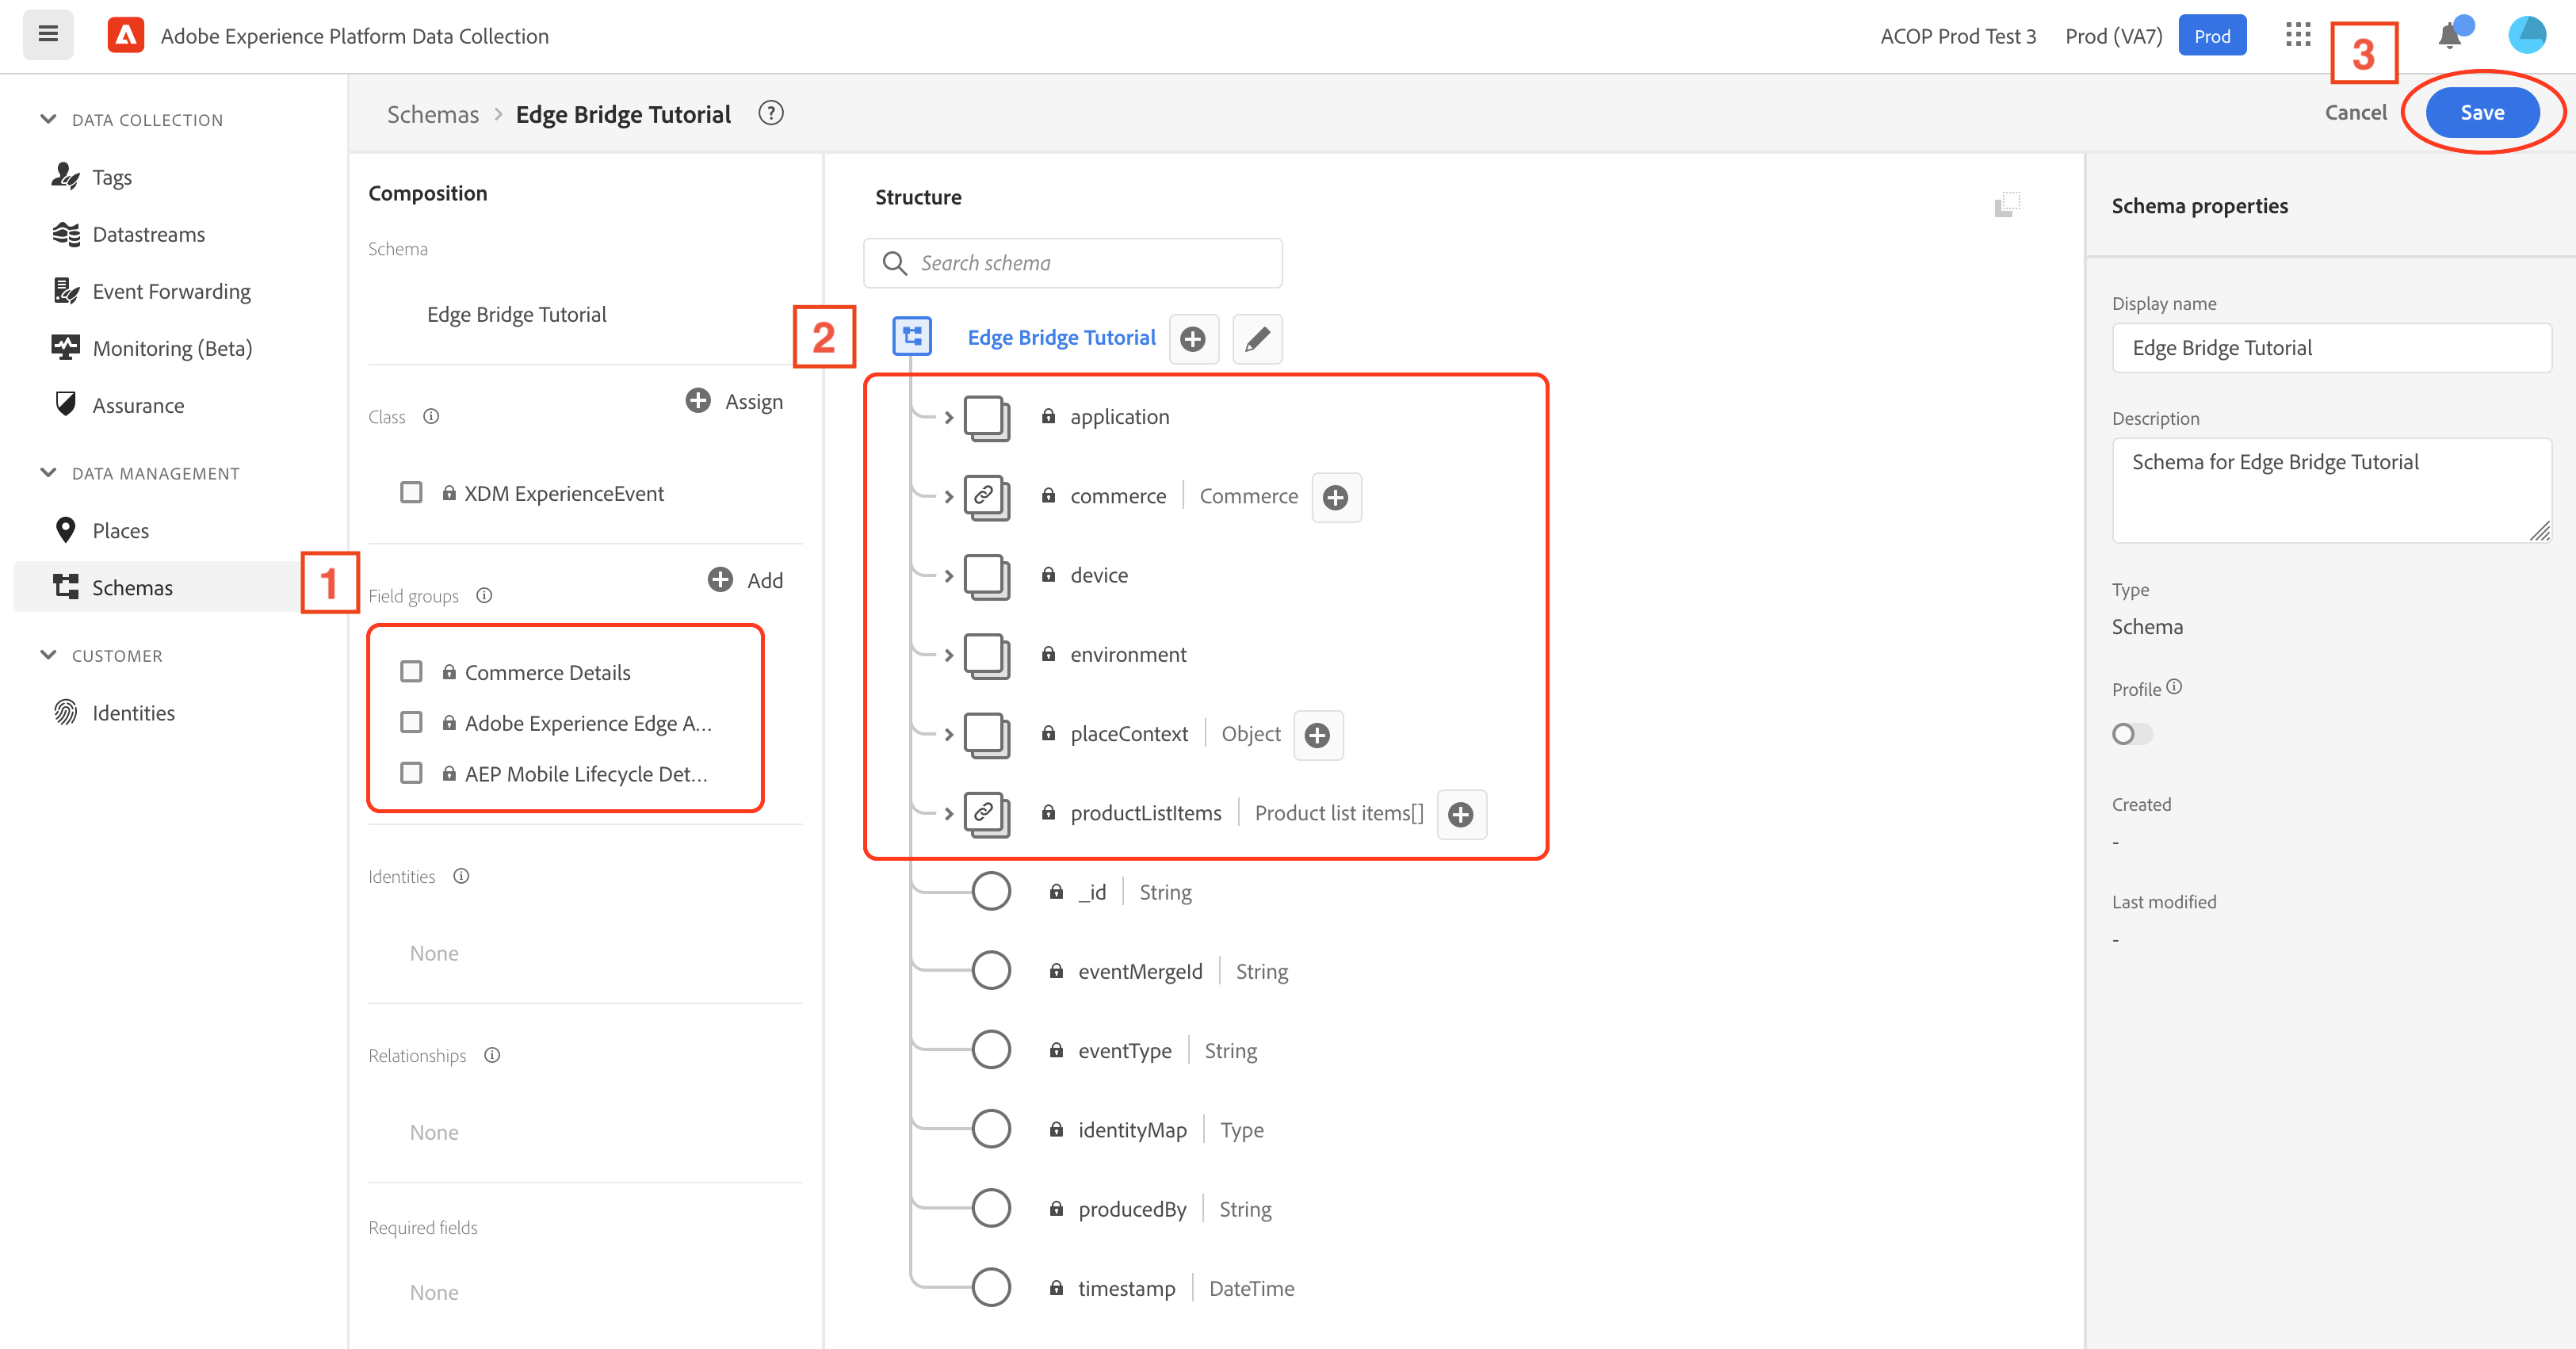 Adobe Experience Platform Data Collection
ACOP Prod Test 3
Prod (VA7)
Prod
3
DATA COLLECTION
Tags
Datastreams
Event Forwarding
Monitoring (Beta)
Assurance
DATA MANAGEMENT
Places
Schemas
CUSTOMER
Identities
Schemas > Edge Bridge Tutorial ?
Cancel
Save
Composition
Schema
Edge Bridge Tutorial
Class
Assign
XDM ExperienceEvent
1
Field groups
Add
Commerce Details
Adobe Experience Edge A...
AEP Mobile Lifecycle Det...
Identities
None
Relationships
None
Required fields
None
Structure
Search schema
2
Edge Bridge Tutorial
application
commerce | Commerce
device
environment
placeContext | Object
productListItems | Product list items[]
_id | String
eventMergeId | String
eventType | String
identityMap | Type
producedBy | String
timestamp | DateTime
Schema properties
Display name
Edge Bridge Tutorial
Description
Schema for Edge Bridge Tutorial
Type
Schema
Profile
Created
-
Last modified
-